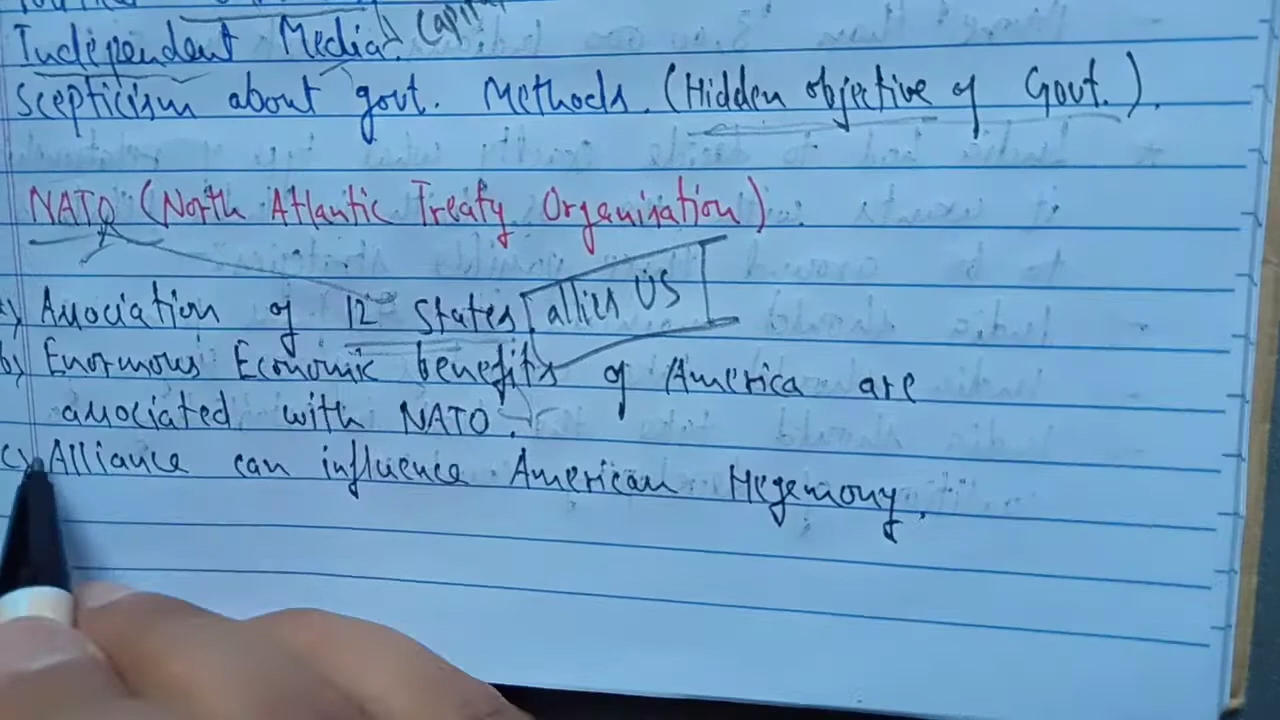 Independent Media.
Scepticism about govt. Methods. (Hidden objective of Govt.).
NATO (North Atlantic Treaty Organisation).
a) Association of 12 States allies US
b) Enormous Economic benefits of America are
associated with NATO.
c) Alliance can influence American Hegemony.